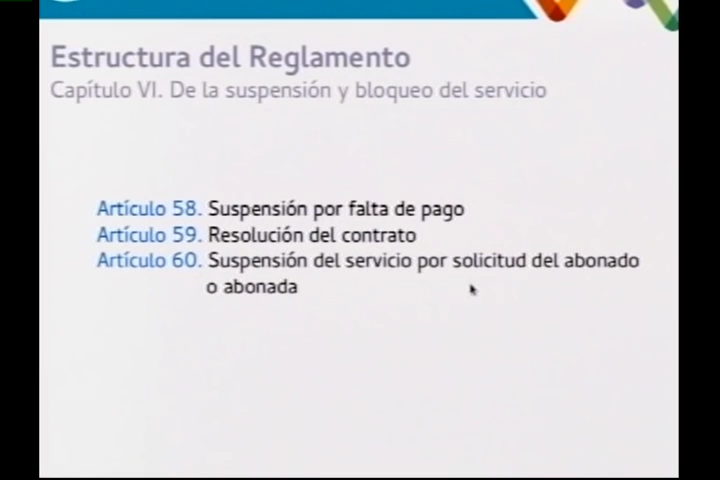 Estructura del Reglamento
Capítulo VI. De la suspensión y bloqueo del servicio
Artículo 58. Suspensión por falta de pago
Artículo 59. Resolución del contrato
Artículo 60. Suspensión del servicio por solicitud del abonado
o abonada